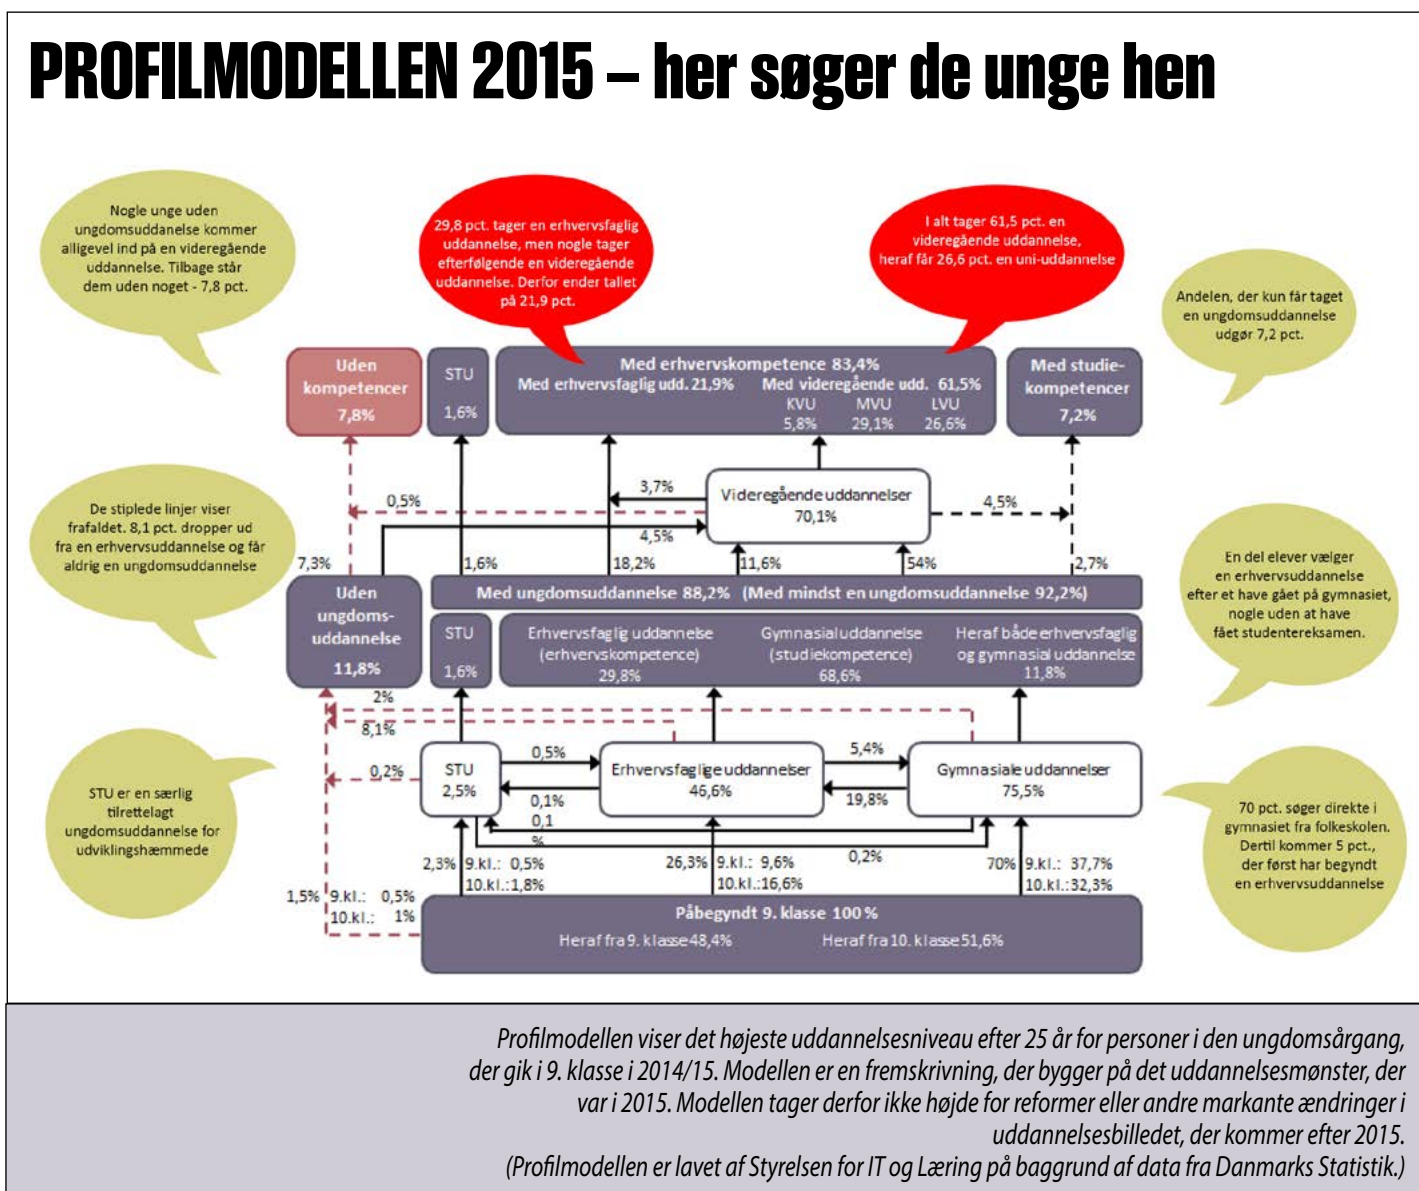 PROFILMODELLEN 2015 – her søger de unge hen
Nogle unge uden
ungdomsuddanelse kommer
alligevel ind på en videregående
uddannelse. Tilbage står
dem uden noget - 7,8 pct.
29,8 pct. tager en erhvervsfaglig
uddannelse, men nogle tager
efterfølgende en videregående
uddannelse. Derfor ender tallet
på 21,9 pct.
I alt tager 61,5 pct. en
videregående uddannelse,
heraf får 26,6 pct. en uni-uddannelse
Andelen, der kun får taget
en ungdomsuddannelse
udgør 7,2 pct.
Uden
kompetencer
7,8%
STU
1,6%
Med erhvervskompetence 83,4%
Med erhvervsfaglig udd. 21,9% Med videregående udd. 61,5%
KVU MVU LVU
5,8% 29,1% 26,6%
Med studie-
kompetencer
7,2%
De stiplede linjer viser
frafaldet. 8,1 pct. dropper ud
fra en erhvervsuddannelse og får
aldrig en ungdomsuddannelse
0,5%
3,7%
Videregående uddannelser
70,1%
4,5%
4,5%
7,3%
1,6%
18,2%
11,6%
54%
2,7%
En del elever vælger
en erhvervsuddannelse
efter et have gået på gymnasiet,
nogle uden at have
fået studentereksamen.
Uden
ungdoms-
uddannelse
11,8%
Med ungdomsuddannelse 88,2% (Med mindst en ungdomsuddannelse 92,2%)
STU
1,6%
Erhvervsfaglig uddannelse
(erhvervskompetence)
29,8%
Gymnasial uddannelse
(studiekompetence)
68,6%
Heraf både erhvervsfaglig
og gymnasial uddannelse
11,8%
2%
8,1%
0,2%
STU
2,5%
0,5%
0,1%
Erhvervsfaglige uddannelser
46,6%
5,4%
19,8%
Gymnasiale uddannelser
75,5%
0,1
%
0,2%
STU er en særlig
tilrettelagt
ungdomsuddannelse for
udviklingshæmmede
70 pct. søger direkte i
gymnasiet fra folkeskolen.
Dertil kommer 5 pct.,
der først har begyndt
en erhvervsuddannelse
2,3% 9.kl.: 0,5%
10.kl.:1,8%
26,3% 9.kl.: 9,6%
10.kl.:16,6%
70% 9.kl.: 37,7%
10.kl.:32,3%
1,5% 9.kl.: 0,5%
10.kl.: 1%
Påbegyndt 9. klasse 100 %
Heraf fra 9. klasse 48,4% Heraf fra 10. klasse 51,6%
Profilmodellen viser det højeste uddannelsesniveau efter 25 år for personer i den ungdomsårgang,
der gik i 9. klasse i 2014/15. Modellen er en fremskrivning, der bygger på det uddannelsesmønster, der
var i 2015. Modellen tager derfor ikke højde for reformer eller andre markante ændringer i
uddannelsesbilledet, der kommer efter 2015.
(Profilmodellen er lavet af Styrelsen for IT og Læring på baggrund af data fra Danmarks Statistik.)